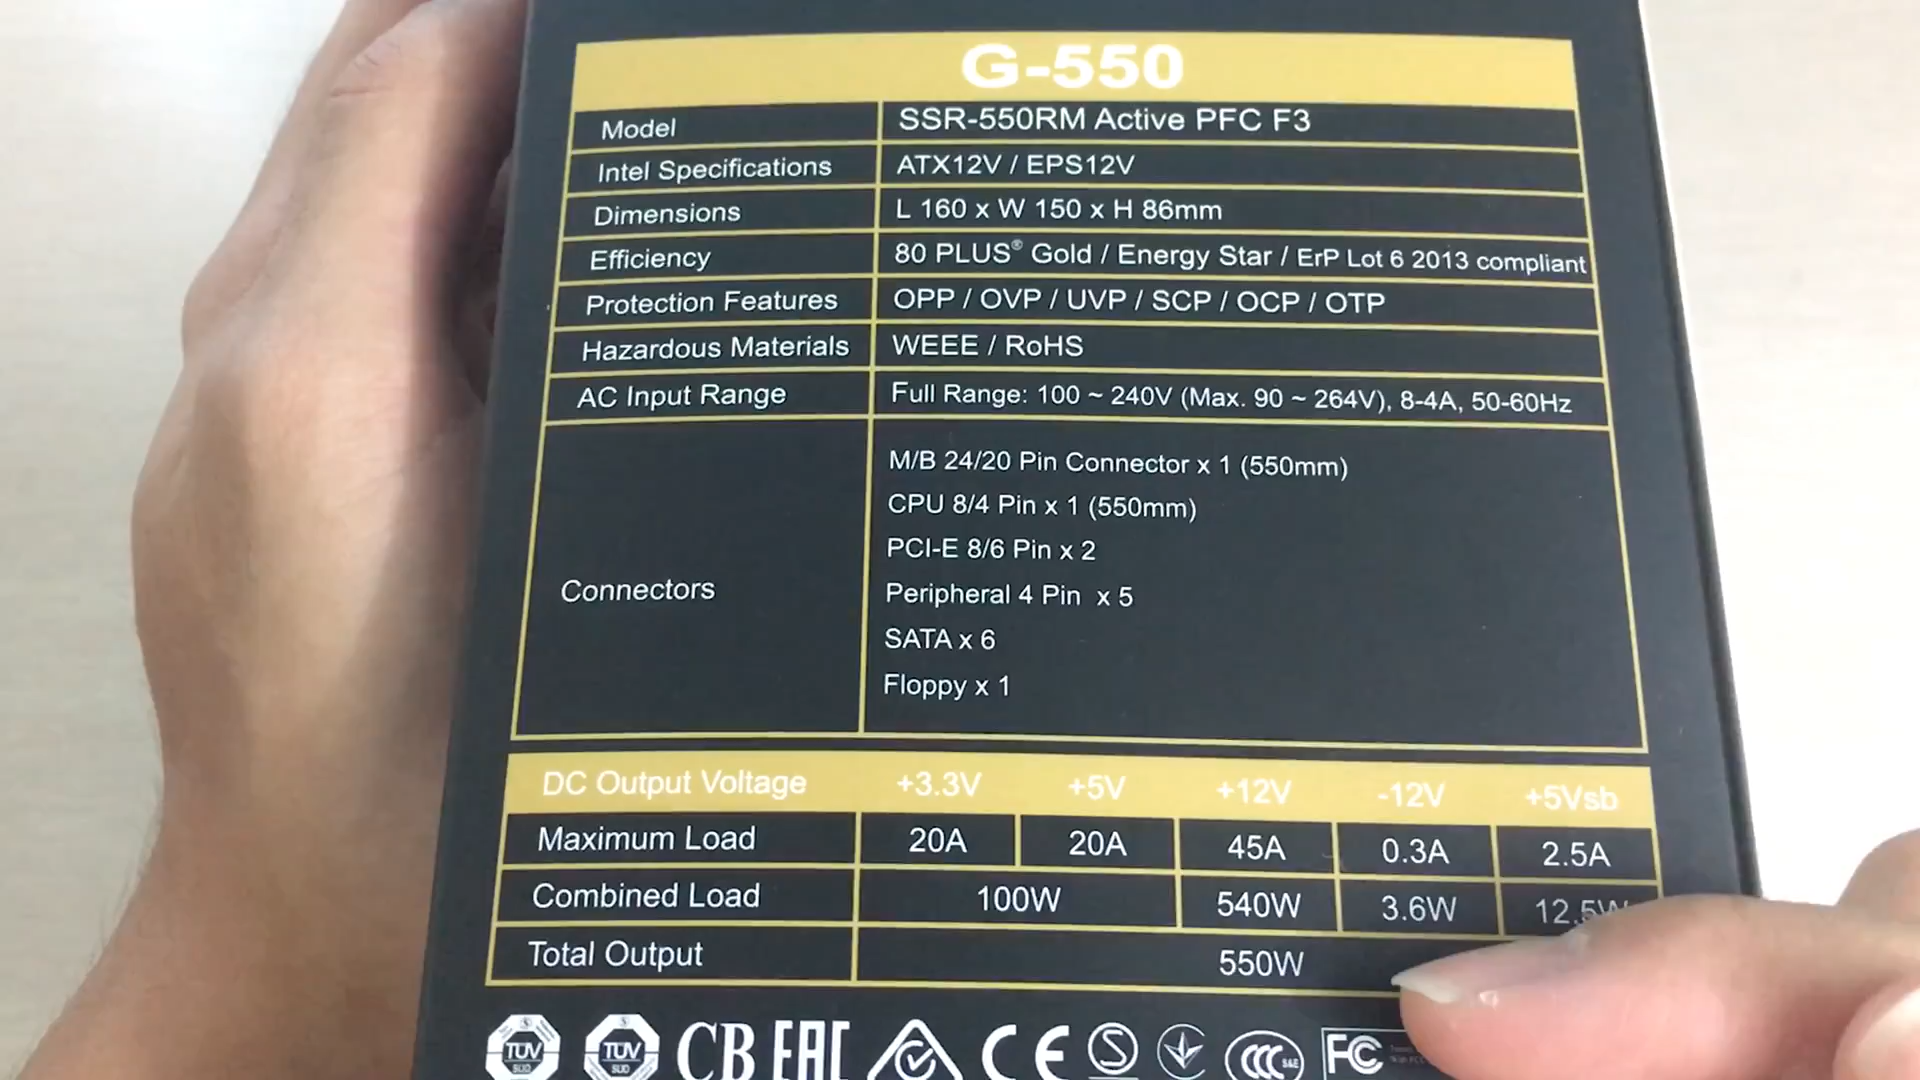 G-550
Model SSR-550RM Active PFC F3
Intel Specifications ATX12V / EPS12V
Dimensions L 160 x W 150 x H 86mm
Efficiency 80 PLUS® Gold / Energy Star / ErP Lot 6 2013 compliant
Protection Features OPP / OVP / UVP / SCP / OCP / OTP
Hazardous Materials WEEE / RoHS
AC Input Range Full Range: 100 ~ 240V (Max. 90 ~ 264V), 8-4A, 50-60Hz
Connectors
M/B 24/20 Pin Connector x 1 (550mm)
CPU 8/4 Pin x 1 (550mm)
PCI-E 8/6 Pin x 2
Peripheral 4 Pin x 5
SATA x 6
Floppy x 1
DC Output Voltage +3.3V +5V +12V -12V +5Vsb
Maximum Load 20A 20A 45A 0.3A 2.5A
Combined Load 100W 540W 3.6W 12.5W
Total Output 550W
TÜV SÜD TÜV SÜD CB EAC CE S CCC S&E FC